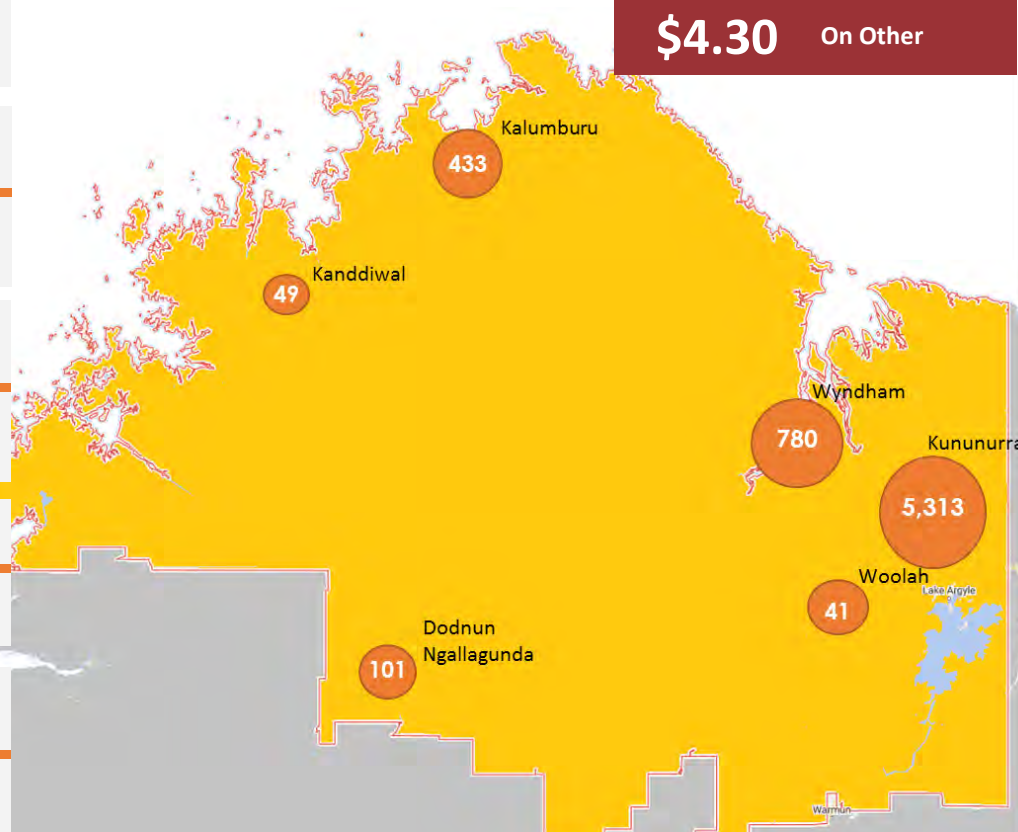 $4.30 On Other
Kalumburu
433
Kanddiwal
49
Wyndham
780
Kununurra
5,313
Woolah
41
Lake Argyle
Dodnun
Ngallagunda
101
Warmun